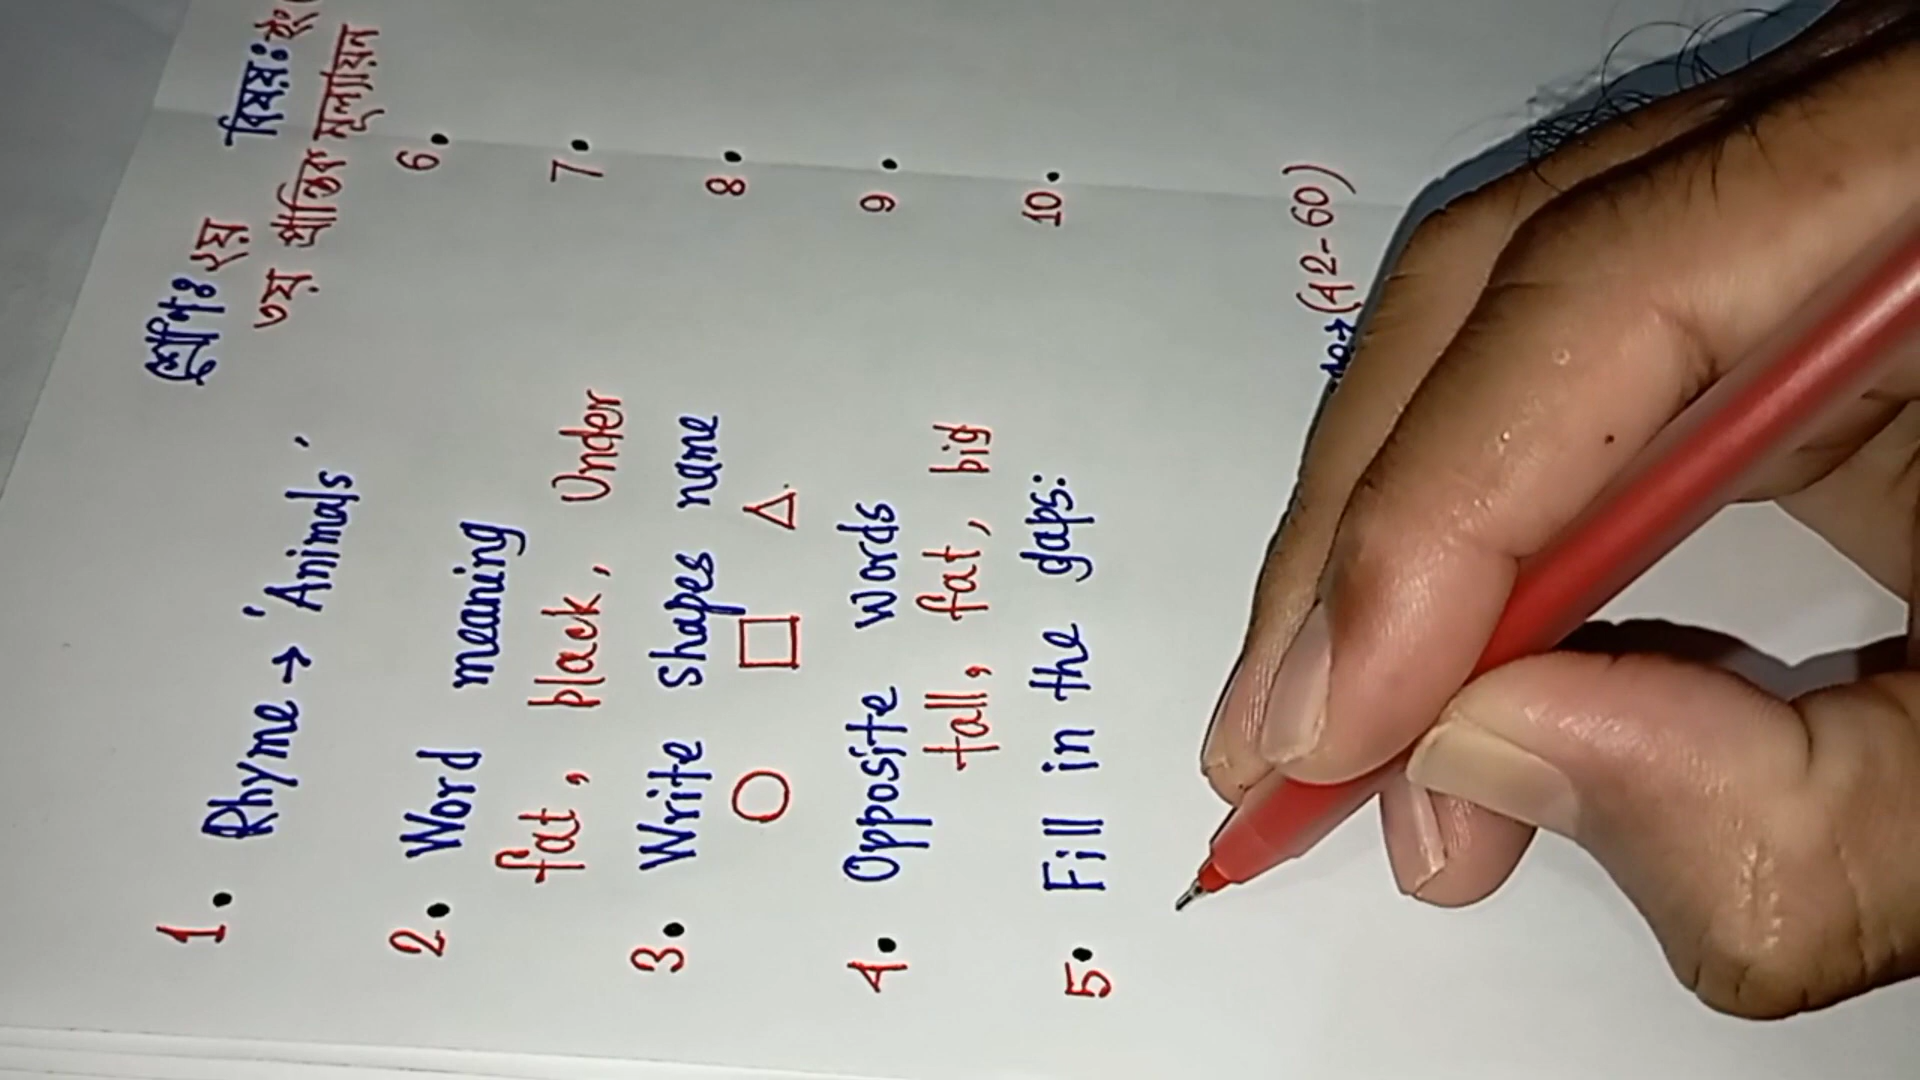 শ্রেণিঃ ২য় বিষয়ঃ
৩য় প্রান্তিক মূল্যায়ন
1. Rhyme → 'Animals'
2. Word meaning
fat, black, Under
3. Write shapes name
4. Opposite words
tall, fat, big
5. Fill in the gaps:
6.
7.
8.
9.
10.
(42-60)